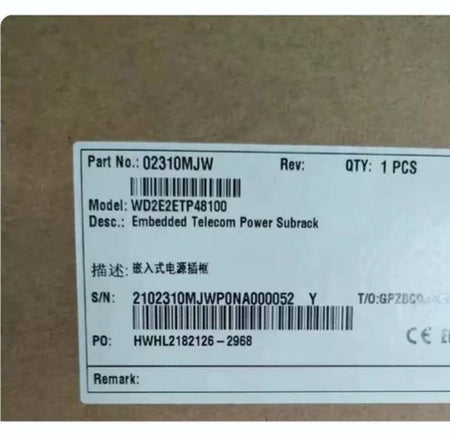 Part No.: 02310MJW Rev: QTY: 1 PCS
Model: WD2E2ETP48100
Desc.: Embedded Telecom Power Subrack
描述: 嵌入式电源插框
S/N: 2102310MJWP0NA000052 Y T/O:
PO: HWHL2182126-2968
CE
Remark: